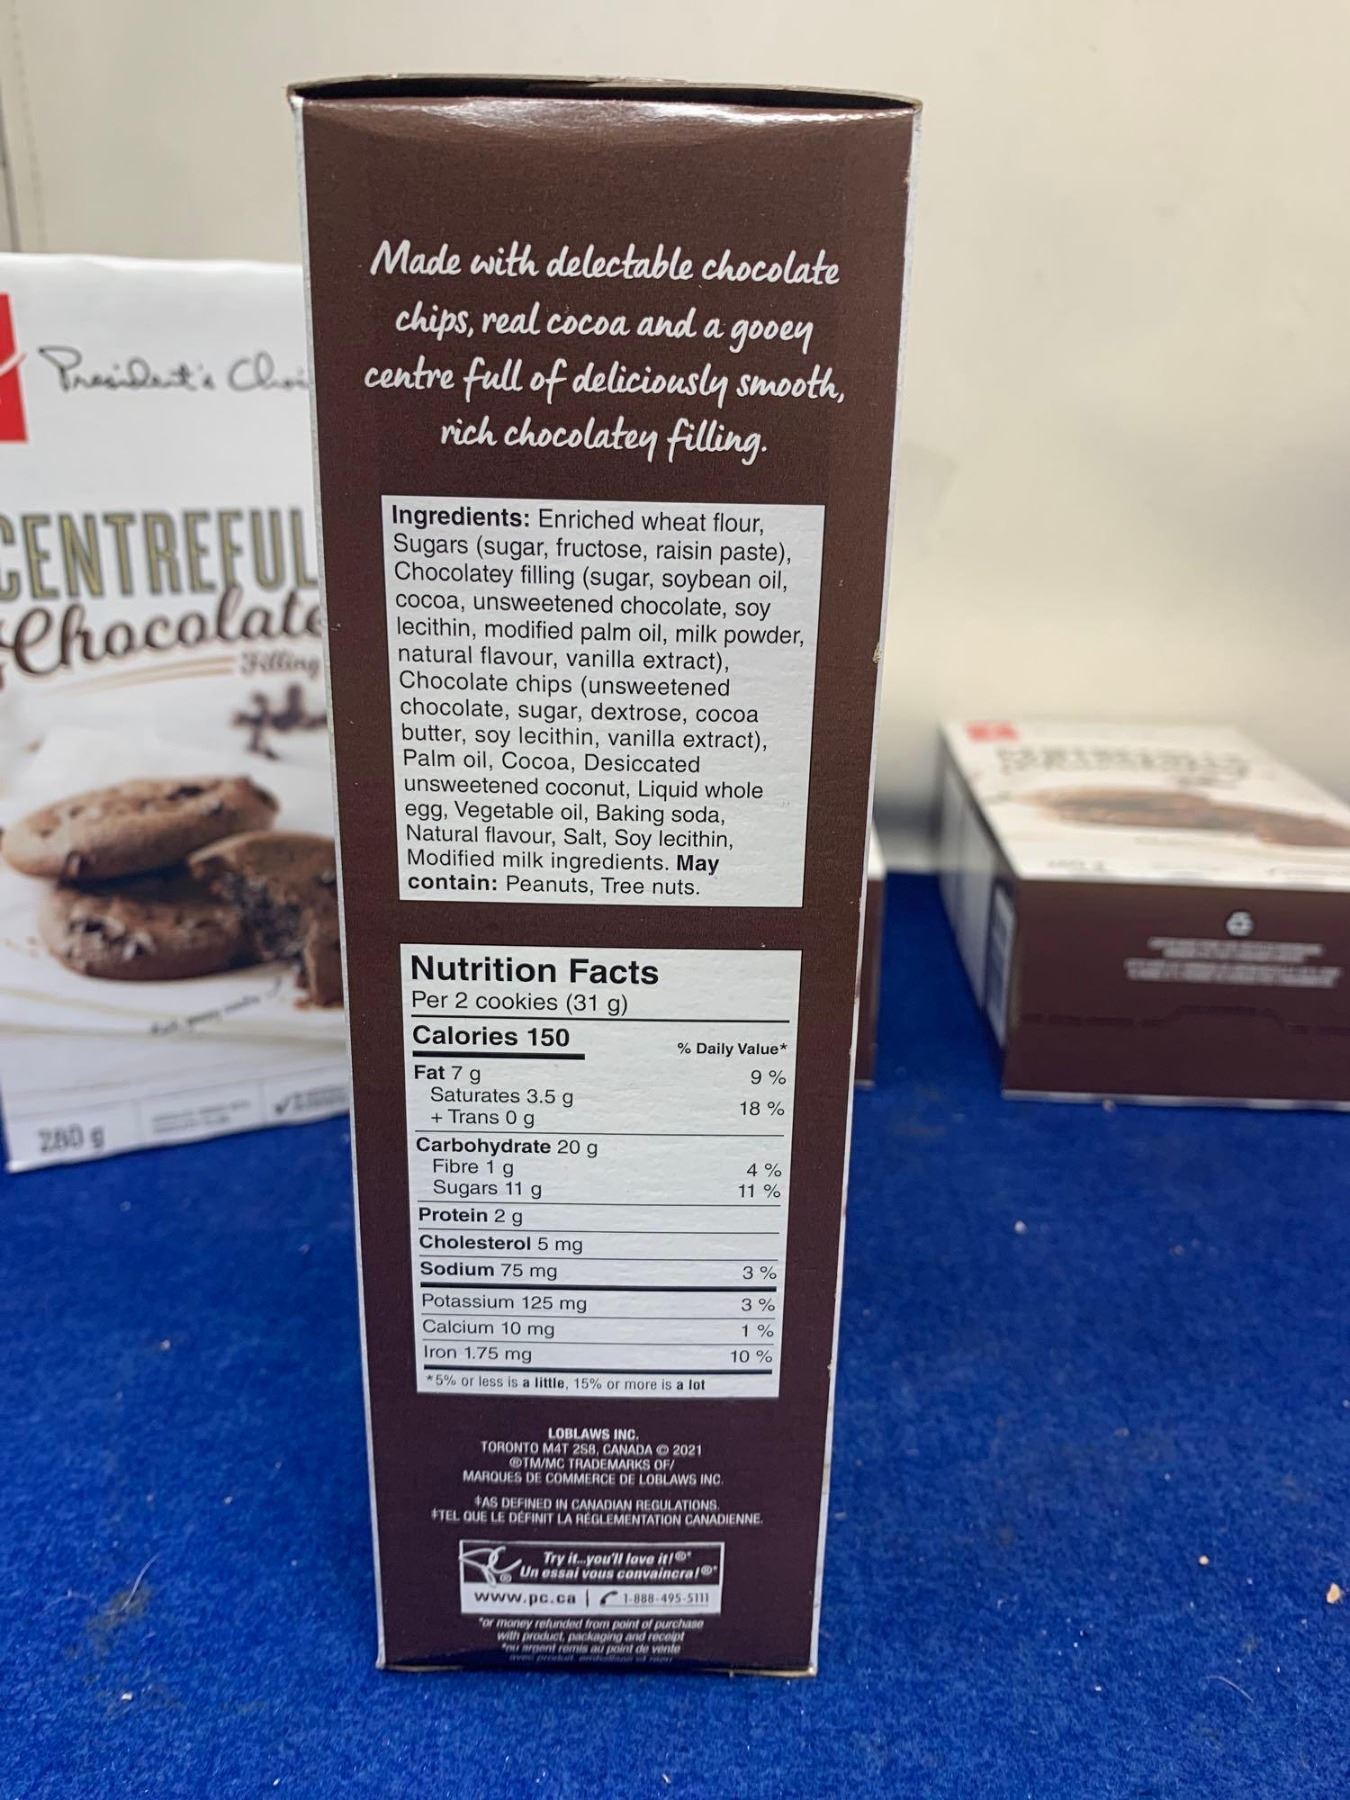 President's Choi
CENTREFUL
Chocolate
Filling
280 g
Made with delectable chocolate
chips, real cocoa and a gooey
centre full of deliciously smooth,
rich chocolatey filling.
Ingredients: Enriched wheat flour,
Sugars (sugar, fructose, raisin paste),
Chocolatey filling (sugar, soybean oil,
cocoa, unsweetened chocolate, soy
lecithin, modified palm oil, milk powder,
natural flavour, vanilla extract),
Chocolate chips (unsweetened
chocolate, sugar, dextrose, cocoa
butter, soy lecithin, vanilla extract),
Palm oil, Cocoa, Desiccated
unsweetened coconut, Liquid whole
egg, Vegetable oil, Baking soda,
Natural flavour, Salt, Soy lecithin,
Modified milk ingredients. May
contain: Peanuts, Tree nuts.
Nutrition Facts
Per 2 cookies (31 g)
Calories 150
% Daily Value*
Fat 7 g 9 %
Saturates 3.5 g
+ Trans 0 g 18 %
Carbohydrate 20 g
Fibre 1 g 4 %
Sugars 11 g 11 %
Protein 2 g
Cholesterol 5 mg
Sodium 75 mg 3 %
Potassium 125 mg 3 %
Calcium 10 mg 1 %
Iron 1.75 mg 10 %
*5% or less is a little, 15% or more is a lot
LOBLAWS INC.
TORONTO M4T 2S8, CANADA © 2021
®TM/MC TRADEMARKS OF/
MARQUES DE COMMERCE DE LOBLAWS INC.
‡AS DEFINED IN CANADIAN REGULATIONS.
‡TEL QUE LE DÉFINIT LA RÉGLEMENTATION CANADIENNE.
PC® Try it...you'll love it!®*
Un essai vous convaincra!®*
www.pc.ca | 1-888-495-5111
*or money refunded from point of purchase
with product, packaging and receipt
*ou argent remis au point de vente
avec produit, emballage et reçu